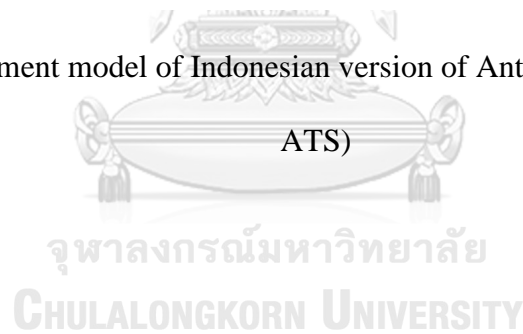 ment model of Indonesian version of Ant
ATS)
จุฬาลงกรณ์มหาวิทยาลัย
CHULALONGKORN UNIVERSITY